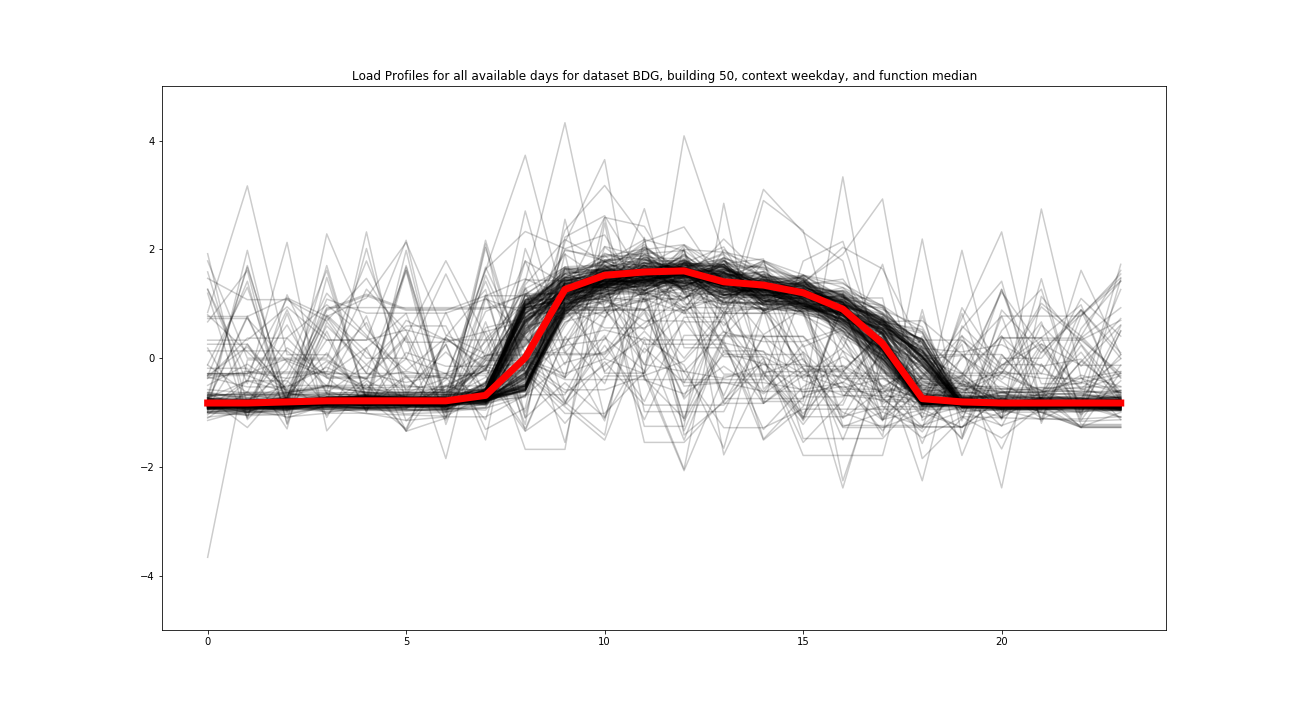 Load Profiles for all available days for dataset BDG, building 50, context weekday, and function median
4
2
0
−2
−4
0 5 10 15 20